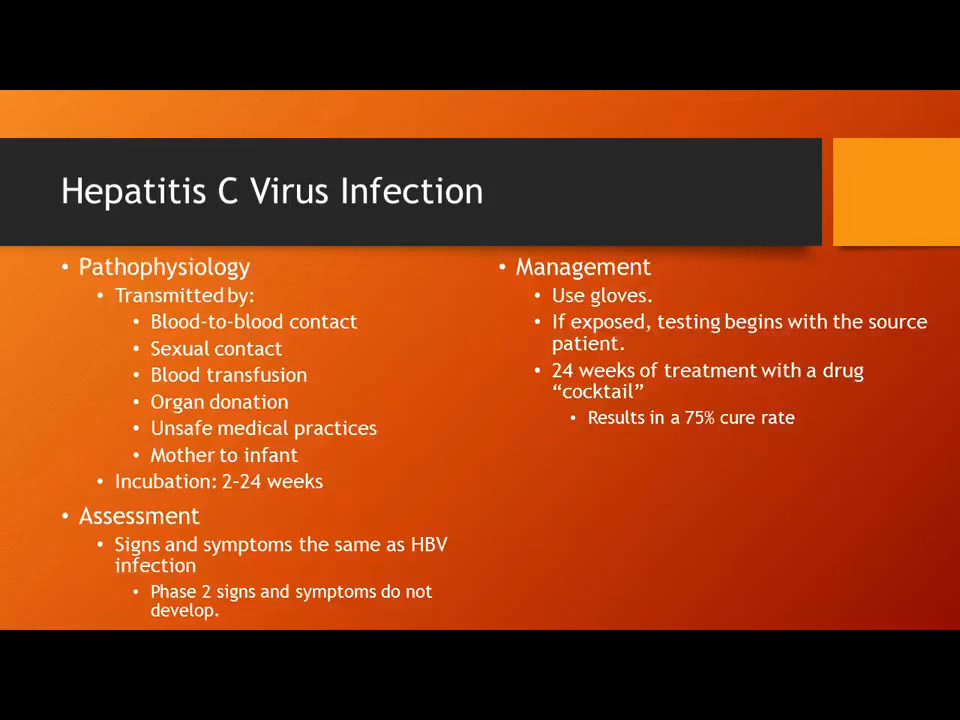 Hepatitis C Virus Infection
• Pathophysiology
• Transmitted by:
• Blood-to-blood contact
• Sexual contact
• Blood transfusion
• Organ donation
• Unsafe medical practices
• Mother to infant
• Incubation: 2-24 weeks
• Assessment
• Signs and symptoms the same as HBV
infection
• Phase 2 signs and symptoms do not
develop.
• Management
• Use gloves.
• If exposed, testing begins with the source
patient.
• 24 weeks of treatment with a drug
“cocktail”
• Results in a 75% cure rate